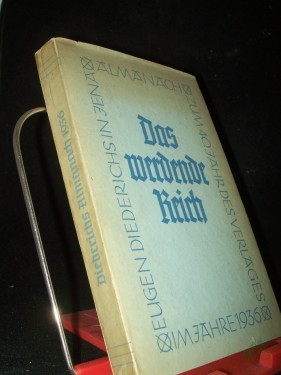 ALMANACH
ZUM 40. JAHR DES VERLAGES
EUGEN DIEDERICHS IN JENA
IM JAHRE 1936
Das
werdende
Reich
Diederichs Almanach 1936